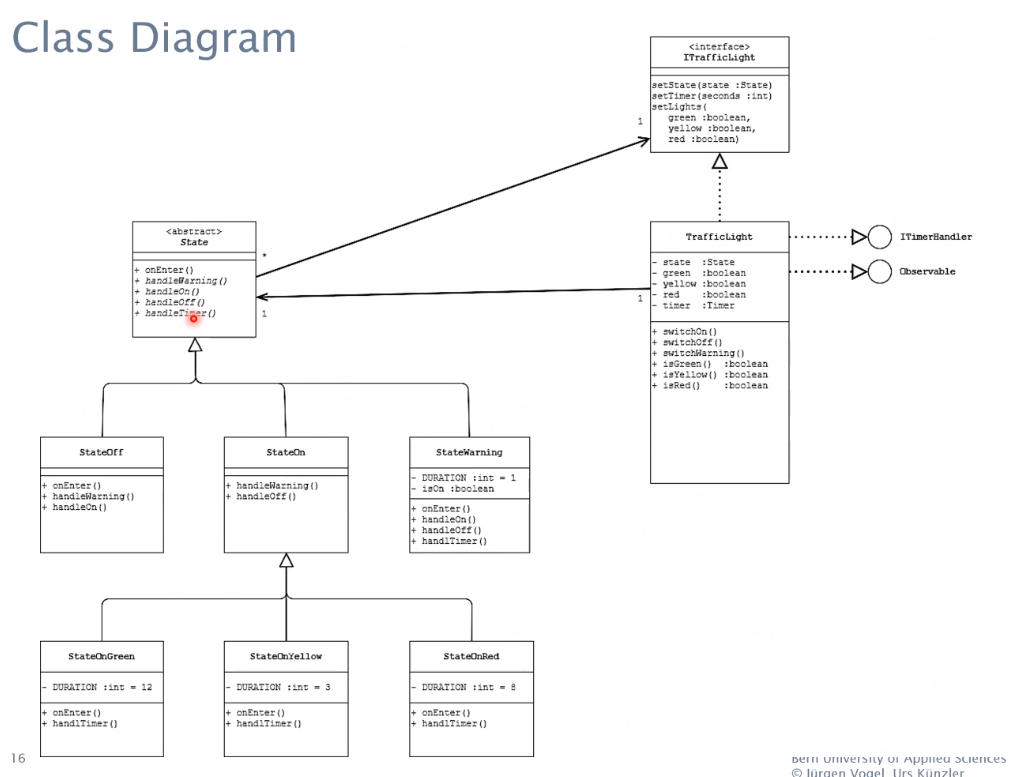 Class Diagram
<interface>
ITrafficLight
setState(state :State)
setTimer(seconds :int)
setLights(
green :boolean,
yellow :boolean,
red :boolean)
1
<abstract>
State
+ onEnter()
+ handleWarning()
+ handleOn()
+ handleOff()
+ handleTimer()
*
1
1
TrafficLight
- state :State
- green :boolean
- yellow :boolean
- red :boolean
- timer :Timer
+ switchOn()
+ switchOff()
+ switchWarning()
+ isGreen() :boolean
+ isYellow() :boolean
+ isRed() :boolean
ITimerHandler
Observable
StateOff
+ onEnter()
+ handleWarning()
+ handleOn()
StateOn
+ handleWarning()
+ handleOff()
StateWarning
- DURATION :int = 1
- isOn :boolean
+ onEnter()
+ handleOn()
+ handleOff()
+ handlTimer()
StateOnGreen
- DURATION :int = 12
+ onEnter()
+ handlTimer()
StateOnYellow
- DURATION :int = 3
+ onEnter()
+ handlTimer()
StateOnRed
- DURATION :int = 8
+ onEnter()
+ handlTimer()
16
Bern University of Applied Sciences
© Jürgen Vogel, Urs Künzler